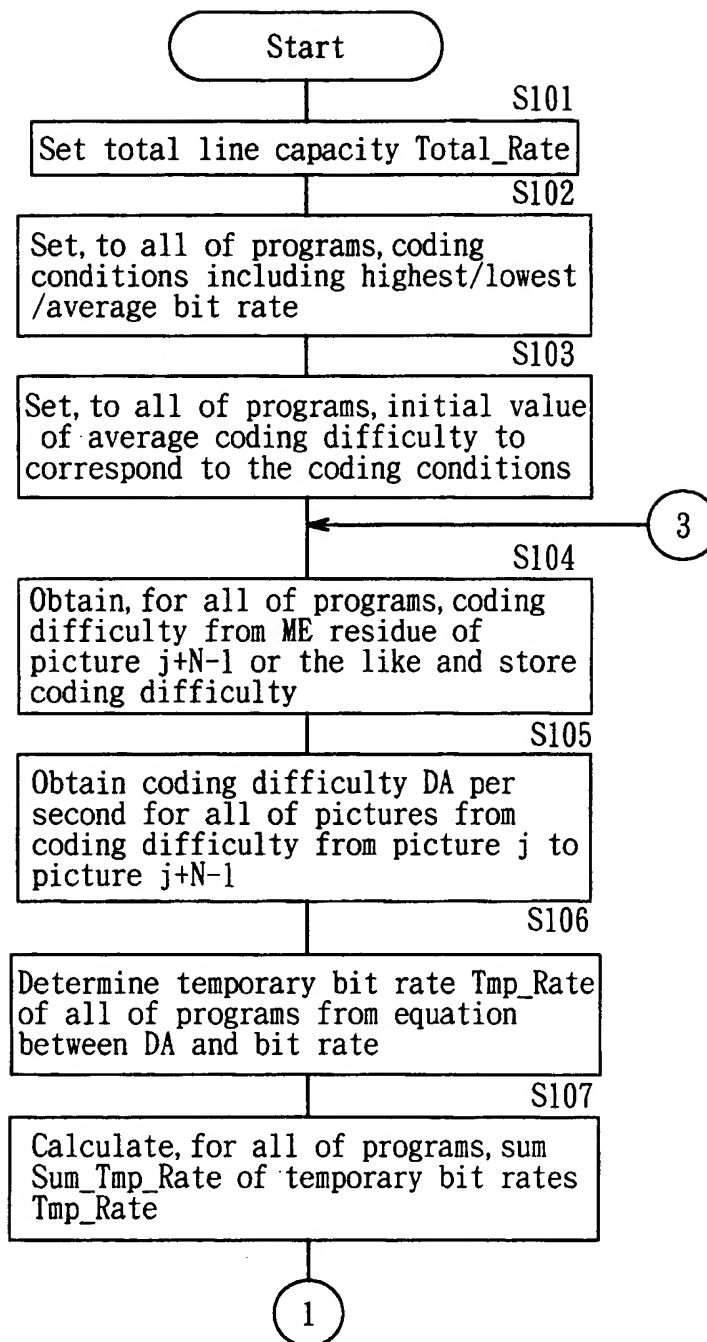 Start
S101
Set total line capacity Total_Rate
S102
Set, to all of programs, coding
conditions including highest/lowest
/average bit rate
S103
Set, to all of programs, initial value
of average coding difficulty to
correspond to the coding conditions
3
S104
Obtain, for all of programs, coding
difficulty from ME residue of
picture j+N-1 or the like and store
coding difficulty
S105
Obtain coding difficulty DA per
second for all of pictures from
coding difficulty from picture j to
picture j+N-1
S106
Determine temporary bit rate Tmp_Rate
of all of programs from equation
between DA and bit rate
S107
Calculate, for all of programs, sum
Sum_Tmp_Rate of temporary bit rates
Tmp_Rate
1